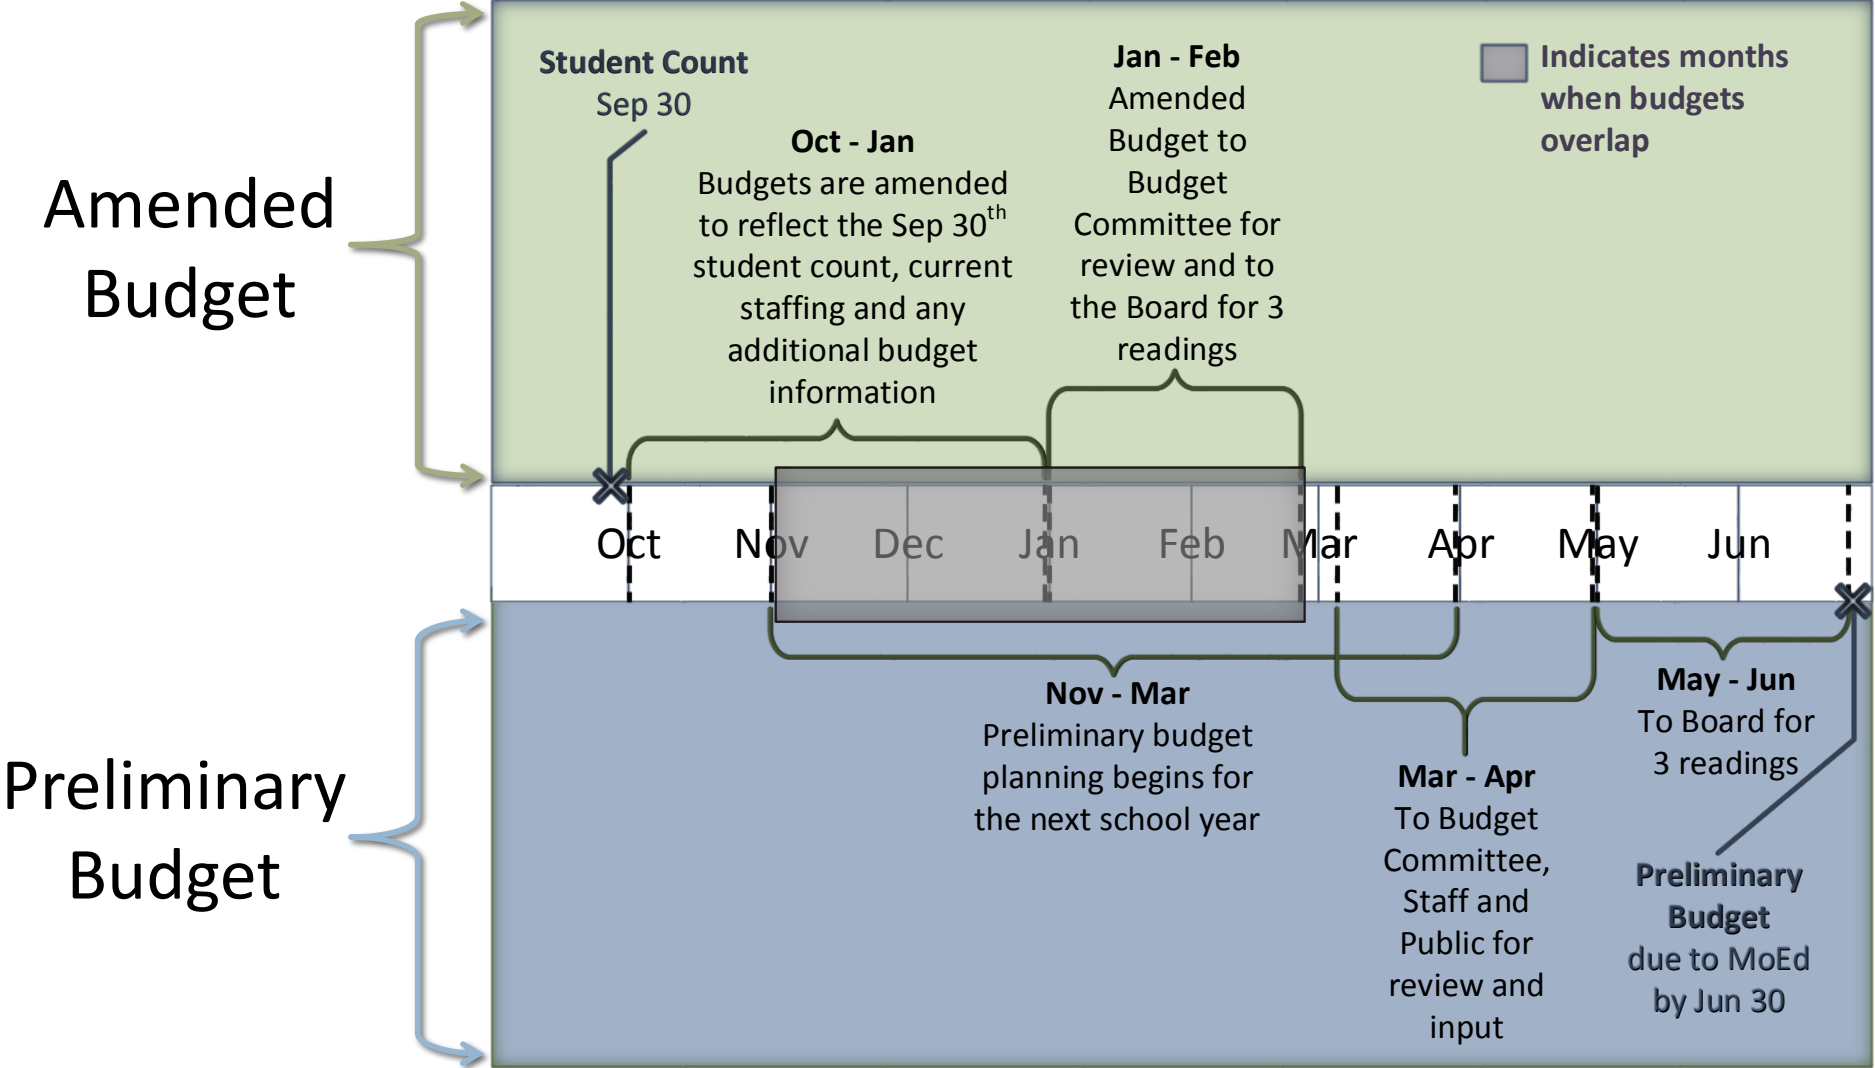 Amended
Budget
Student Count
Sep 30
Oct - Jan
Budgets are amended
to reflect the Sep 30th
student count, current
staffing and any
additional budget
information
Jan - Feb
Amended
Budget to
Budget
Committee for
review and to
the Board for 3
readings
Indicates months
when budgets
overlap
Oct Nov Dec Jan Feb Mar Apr May Jun
Preliminary
Budget
Nov - Mar
Preliminary budget
planning begins for
the next school year
Mar - Apr
To Budget
Committee,
Staff and
Public for
review and
input
May - Jun
To Board for
3 readings
Preliminary
Budget
due to MoEd
by Jun 30